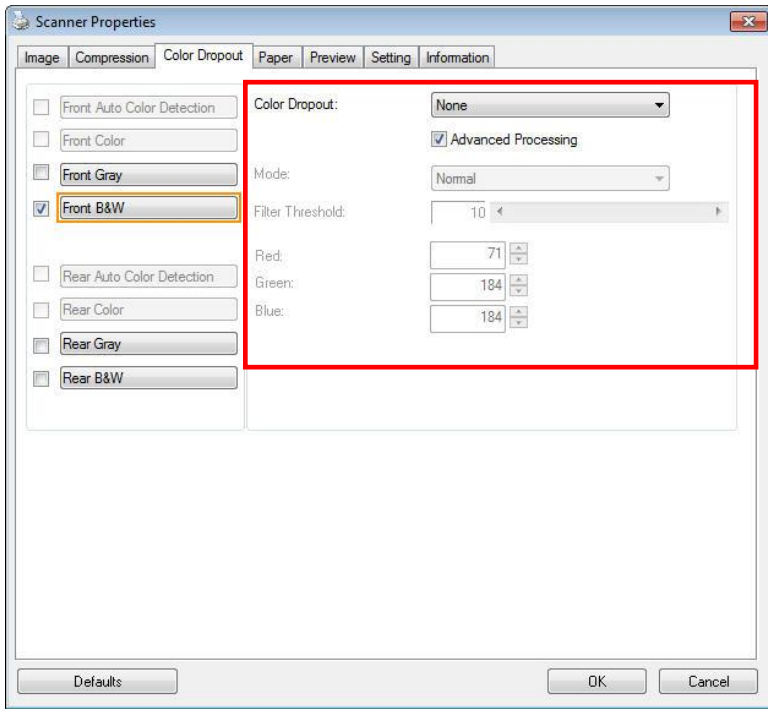 Scanner Properties
Image Compression Color Dropout Paper Preview Setting Information
Front Auto Color Detection
Front Color
Front Gray
Front B&W
Rear Auto Color Detection
Rear Color
Rear Gray
Rear B&W
Color Dropout: None
Advanced Processing
Mode: Normal
Filter Threshold: 10
Red: 71
Green: 184
Blue: 184
Defaults OK Cancel